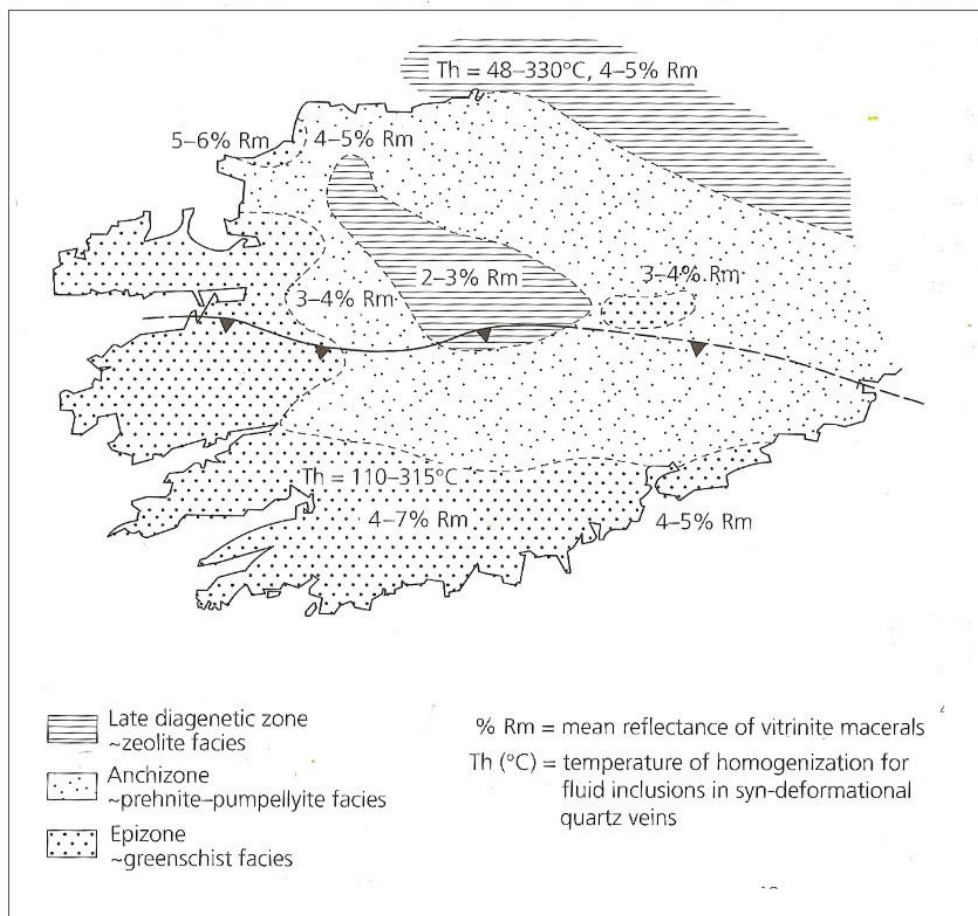 Th = 48–330°C, 4–5% Rm
5–6% Rm
4–5% Rm
2–3% Rm
3–4% Rm
3–4% Rm
Th = 110–315°C
4–7% Rm
4–5% Rm
Late diagenetic zone
~zeolite facies
Anchizone
~prehnite–pumpellyite facies
Epizone
~greenschist facies
% Rm = mean reflectance of vitrinite macerals
Th (°C) = temperature of homogenization for
fluid inclusions in syn-deformational
quartz veins